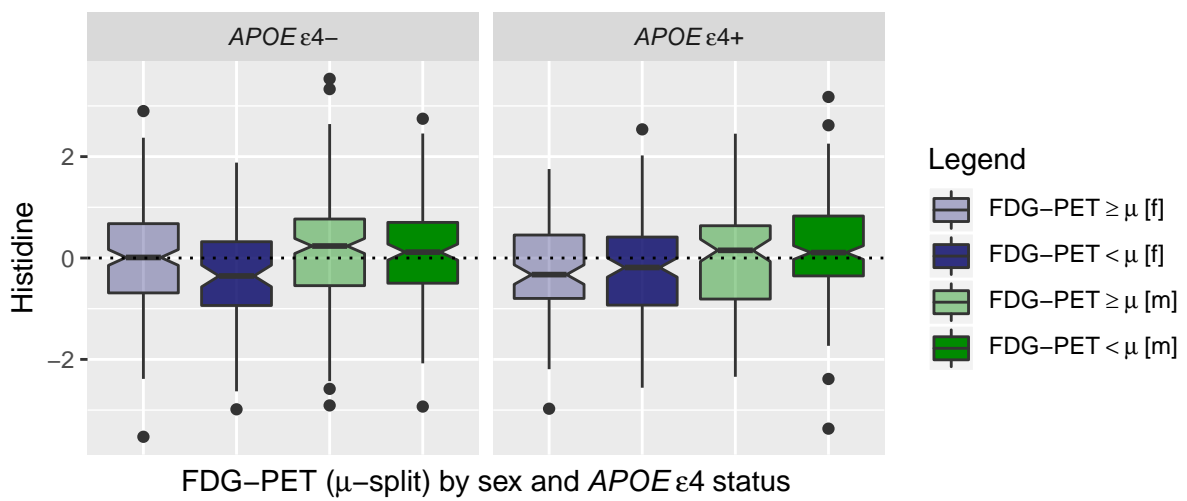 APOE ε4− APOE ε4+
2
0
−2
Histidine
FDG−PET (μ−split) by sex and APOE ε4 status
Legend
FDG−PET ≥ μ [f]
FDG−PET < μ [f]
FDG−PET ≥ μ [m]
FDG−PET < μ [m]